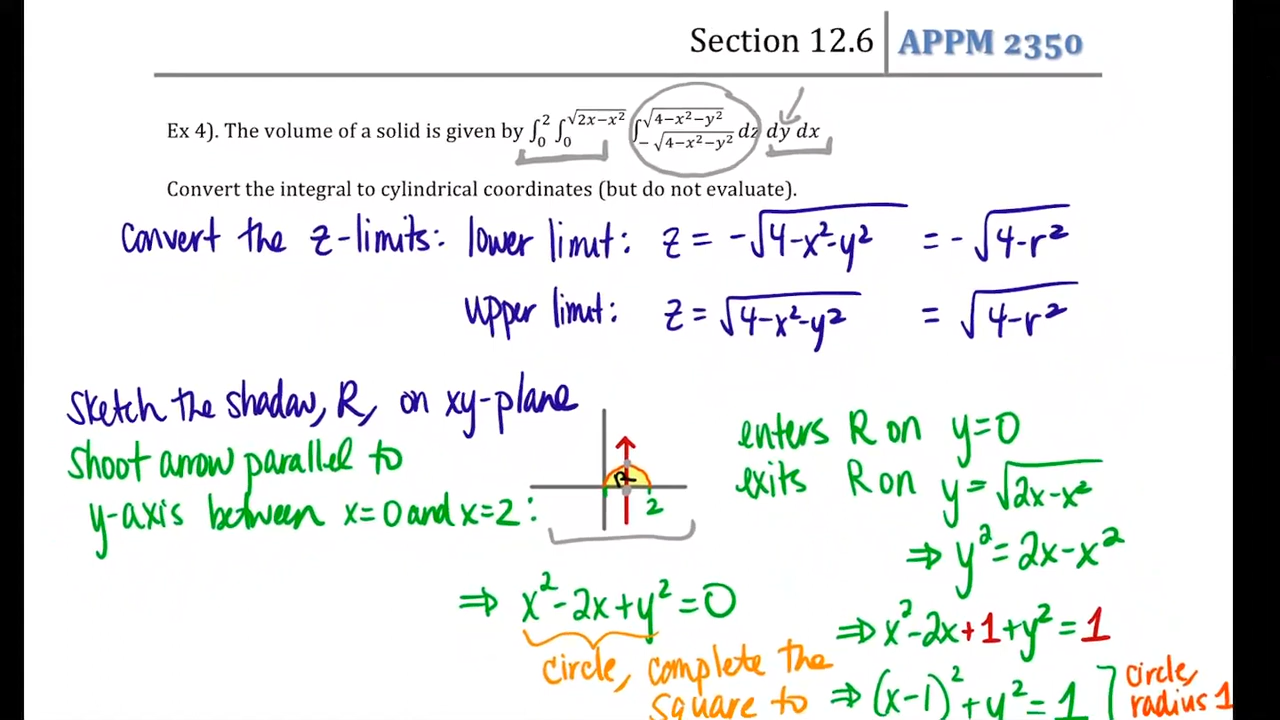 Section 12.6 | APPM 2350
Ex 4). The volume of a solid is given by ∫₀² ∫₀^√(2x−x²) ∫_−√(4−x²−y²)^√(4−x²−y²) dz dy dx
Convert the integral to cylindrical coordinates (but do not evaluate).
Convert the z-limits: lower limit: z = -√(4-x²-y²) = -√(4-r²)
upper limit: z = √(4-x²-y²) = √(4-r²)
Sketch the shadow, R, on xy-plane
Shoot arrow parallel to
y-axis between x=0 and x=2:
R
2
enters R on y=0
exits R on y=√(2x-x²)
⇒ y²=2x-x²
⇒ x²-2x+y²=0
⇒ x²-2x+1+y²=1
circle, complete the
square to
⇒ (x-1)²+y²=1
circle,
radius 1